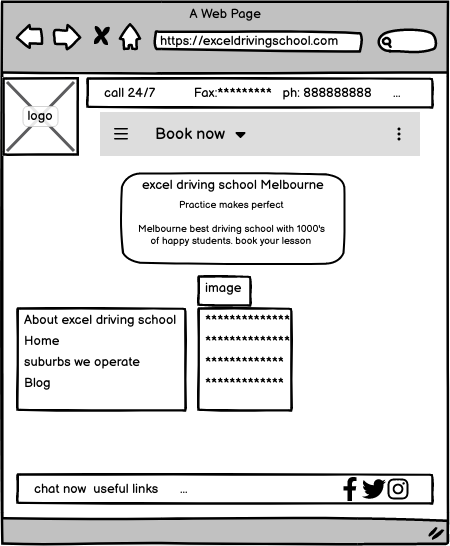 A Web Page
https://exceldrivingschool.com
logo
call 24/7 Fax:********* ph: 888888888 ...
Book now
excel driving school Melbourne
Practice makes perfect
Melbourne best driving school with 1000's
of happy students. book your lesson
image
About excel driving school
Home
suburbs we operate
Blog
*************
*************
************
************
chat now useful links ...